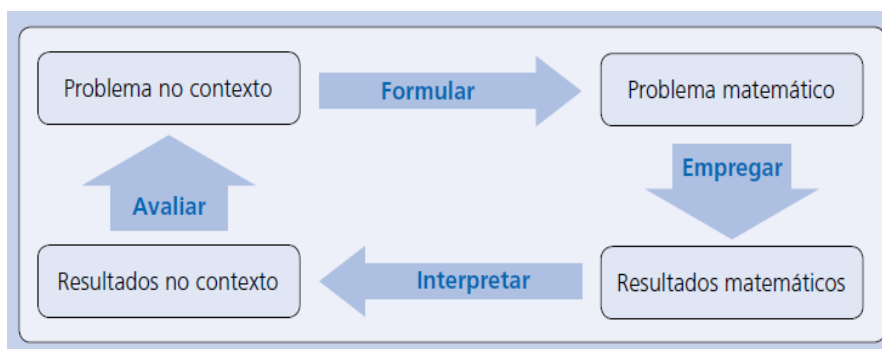 Problema no contexto
Formular
Problema matemático
Empregar
Avaliar
Resultados no contexto
Interpretar
Resultados matemáticos